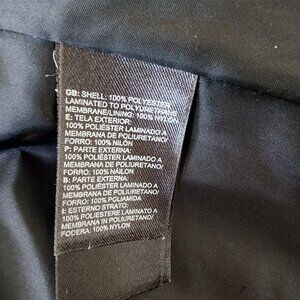 GB: SHELL: 100% POLYESTER
LAMINATED TO POLYURETHANE
MEMBRANE/LINING: 100% NYLON
E: TELA EXTERIOR:
100% POLIÉSTER LAMINADO A
MEMBRANA DE POLIURETANO/
FORRO: 100% NILÓN
P: PARTE EXTERNA:
100% POLIÉSTER LAMINADO A
MEMBRANA DE POLIURETANO/
FORRO: 100% NÁILON
B: PARTE EXTERNA:
100% POLIÉSTER LAMINADO A
MEMBRANA DE POLIURETANO/
FORRO: 100% POLIAMIDA
I: ESTERNO STRATO:
100% POLIESTERE LAMINATO A
MEMBRANA IN POLIURETANO/
FODERA: 100% NYLON